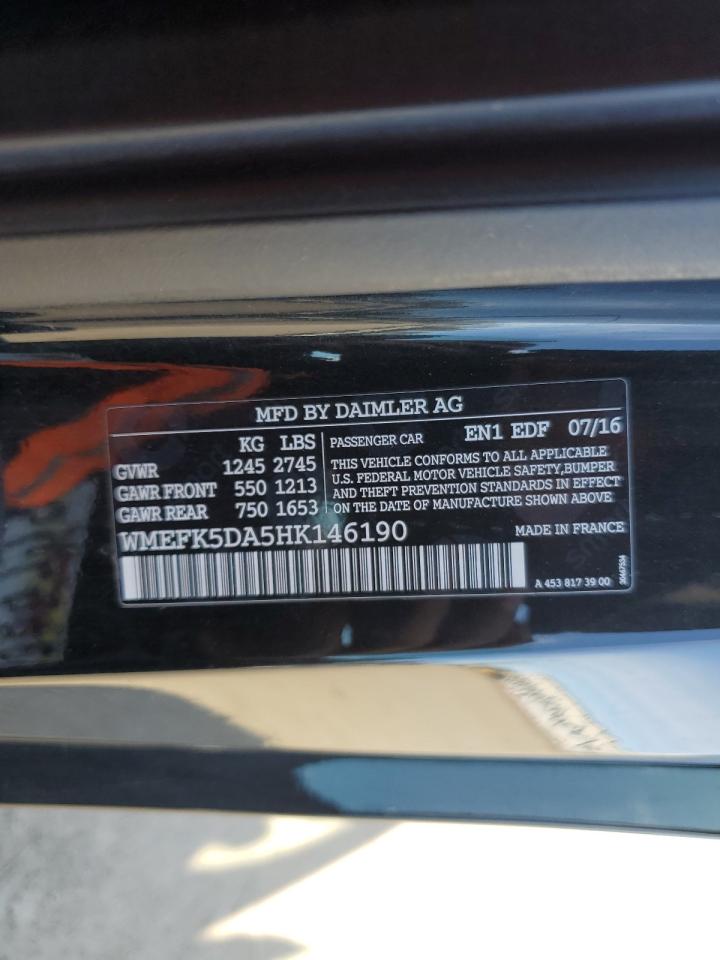 MFD BY DAIMLER AG
KG LBS
GVWR 1245 2745
GAWR FRONT 550 1213
GAWR REAR 750 1653
PASSENGER CAR EN1 EDF 07/16
THIS VEHICLE CONFORMS TO ALL APPLICABLE
U.S. FEDERAL MOTOR VEHICLE SAFETY,BUMPER
AND THEFT PREVENTION STANDARDS IN EFFECT
ON THE DATE OF MANUFACTURE SHOWN ABOVE
WMEFK5DA5HK146190
MADE IN FRANCE
A 453 817 39 00